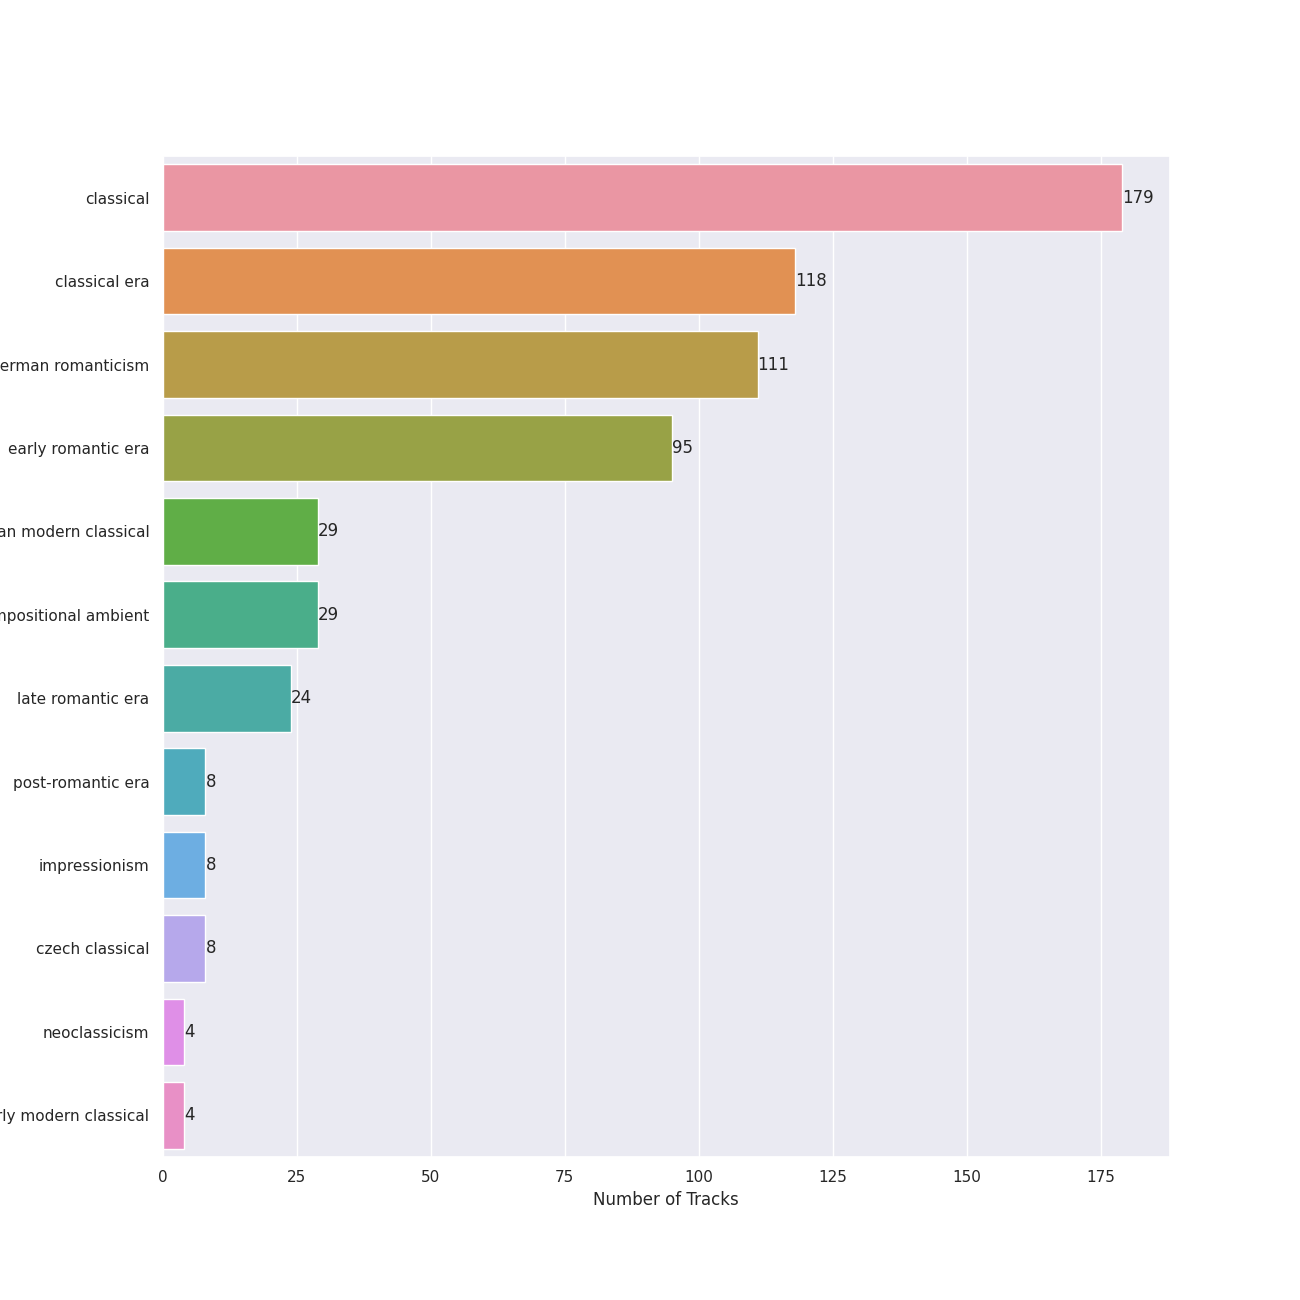 classical 179
classical era 118
erman romanticism 111
early romantic era 95
an modern classical 29
mpositional ambient 29
late romantic era 24
post-romantic era 8
impressionism 8
czech classical 8
neoclassicism 4
rly modern classical 4
0 25 50 75 100 125 150 175
Number of Tracks